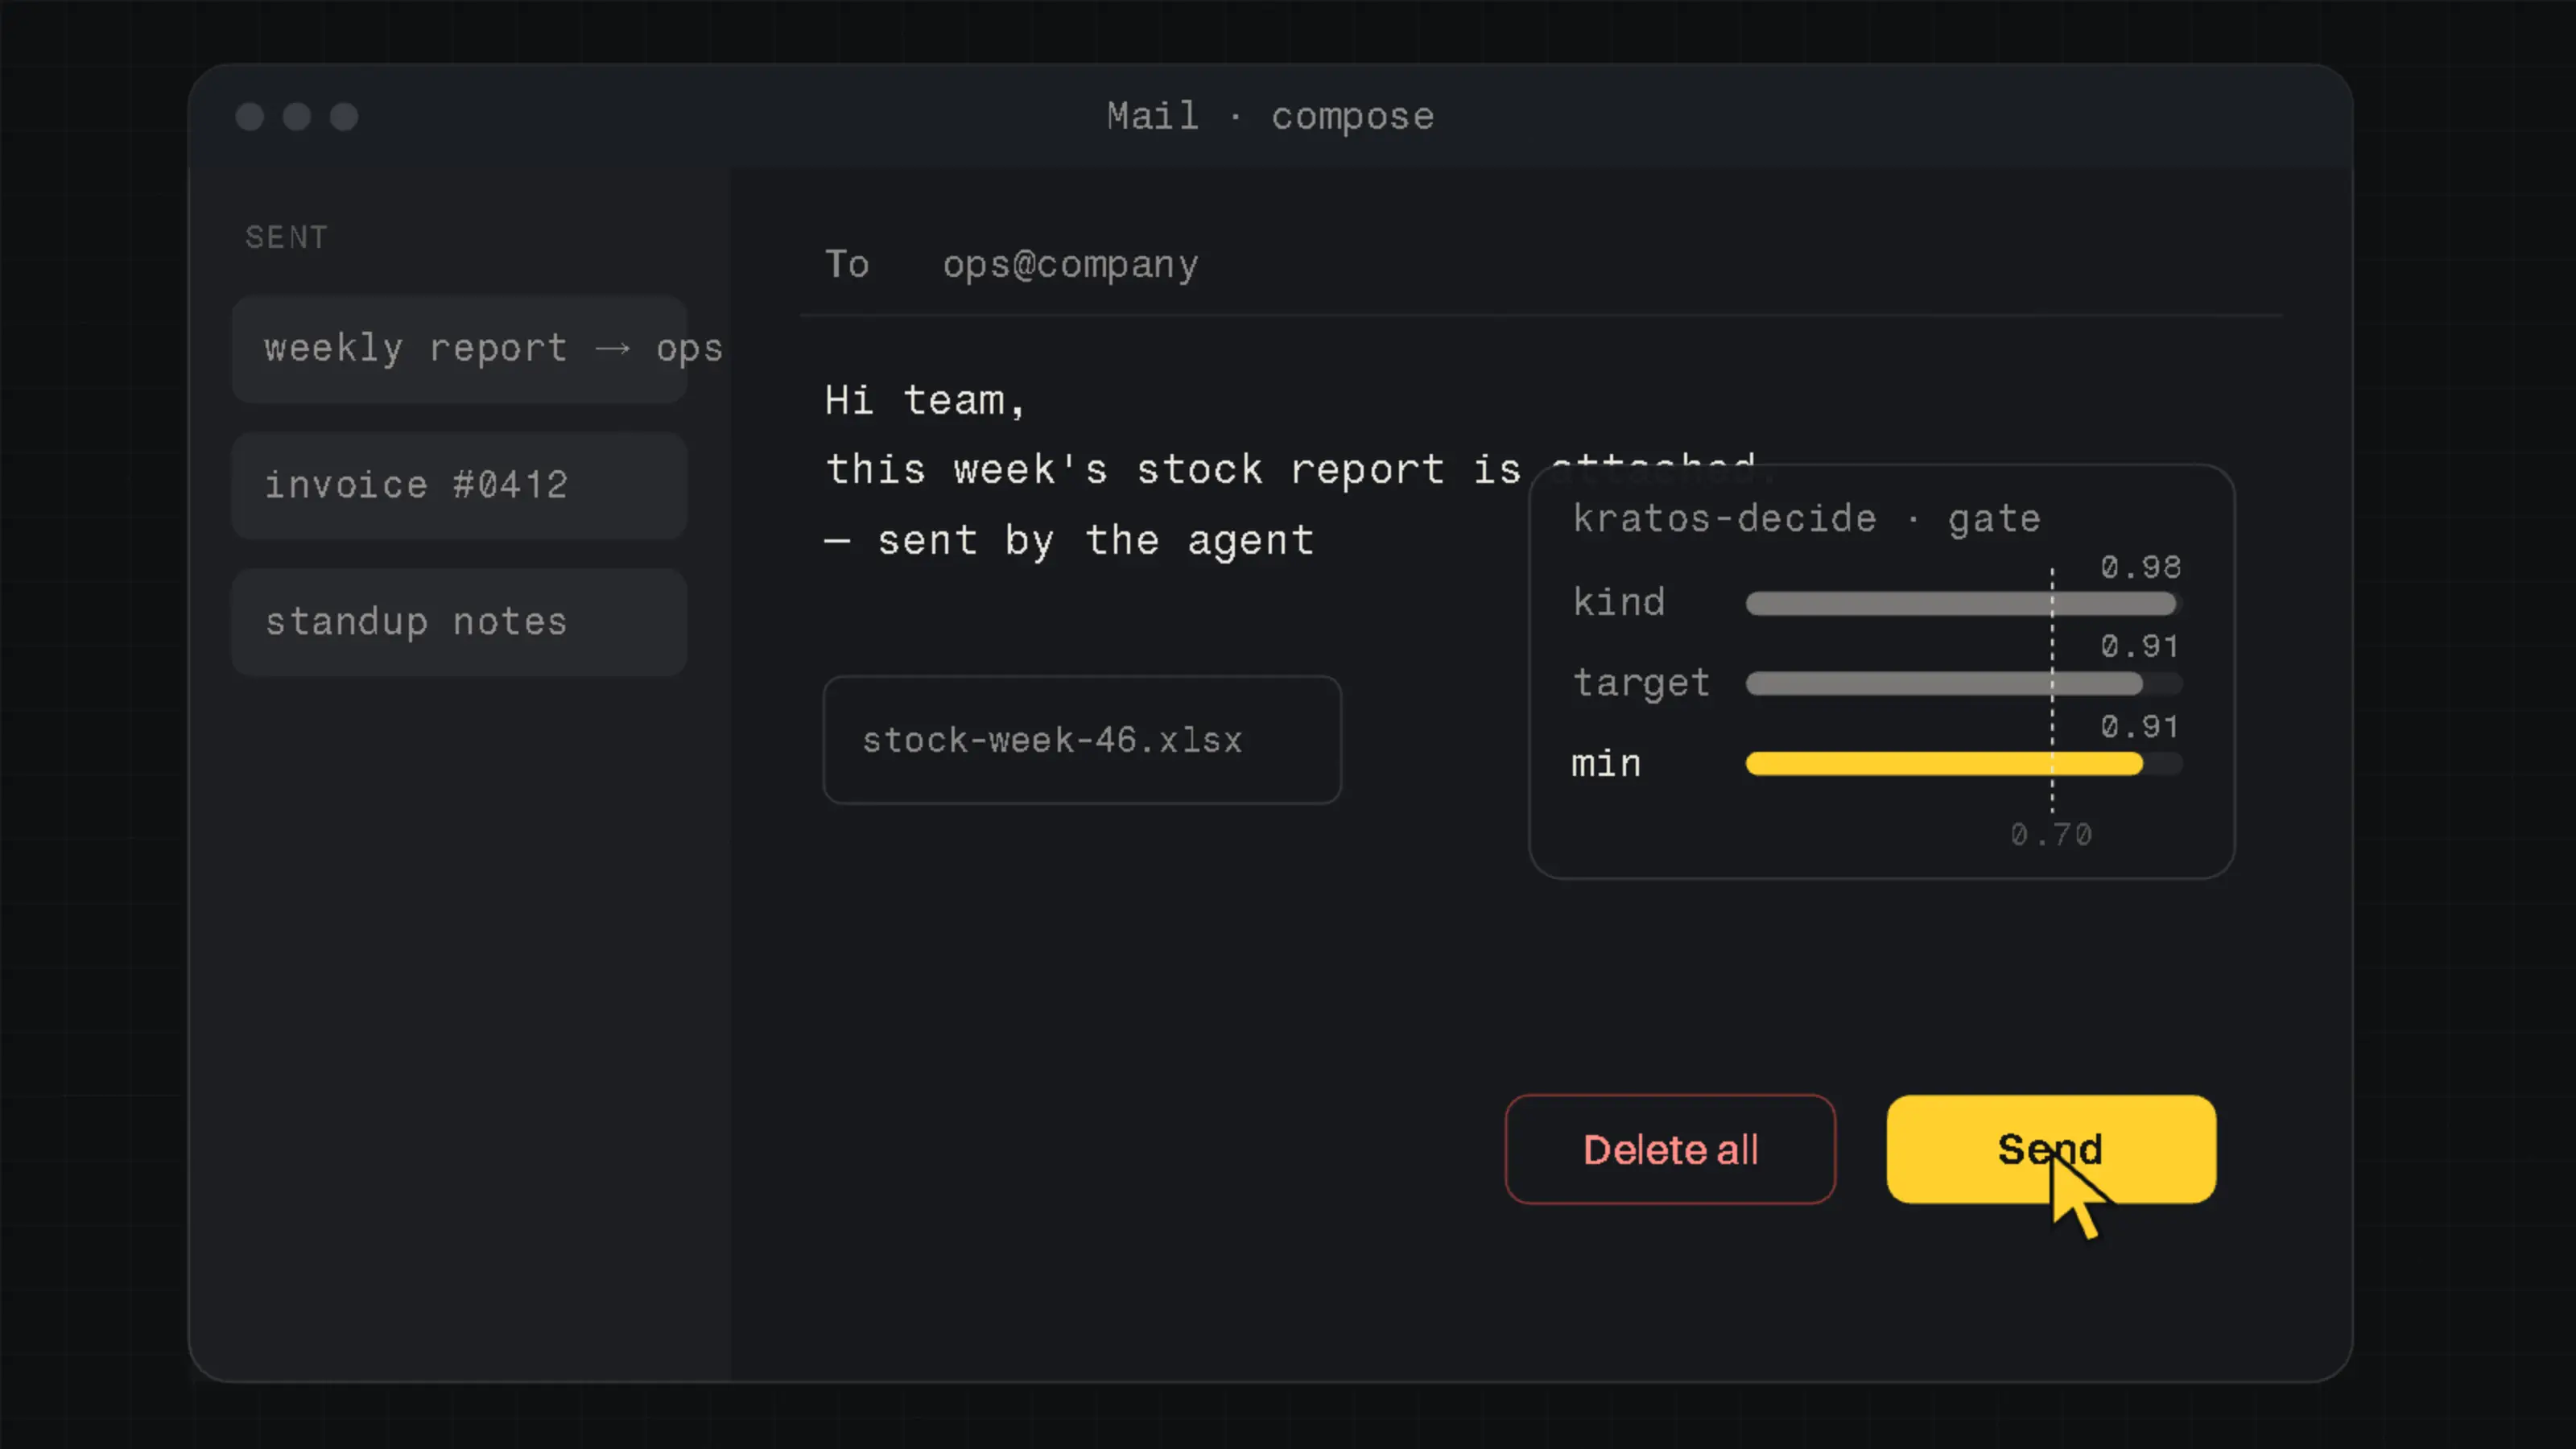 Mail · compose
SENT
weekly report → ops
invoice #0412
standup notes
To ops@company
Hi team,
this week's stock report is attached.
— sent by the agent
stock-week-46.xlsx
kratos-decide · gate
kind 0.98
target 0.91
min 0.91
0.70
Delete all
Send